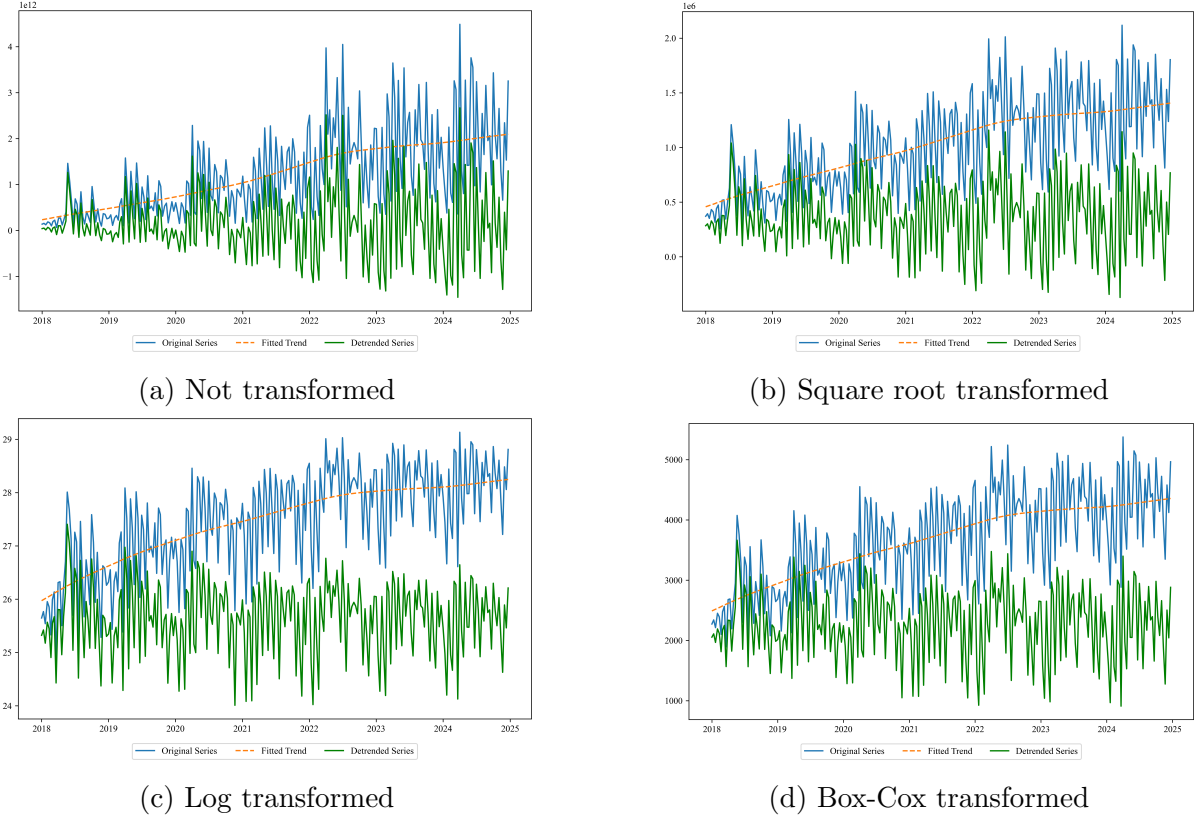 1e12
4
3
2
1
0
−1
2018 2019 2020 2021 2022 2023 2024 2025
Original Series Fitted Trend Detrended Series
(a) Not transformed
1e6
2.0
1.5
1.0
0.5
0.0
2018 2019 2020 2021 2022 2023 2024 2025
Original Series Fitted Trend Detrended Series
(b) Square root transformed
29
28
27
26
25
24
2018 2019 2020 2021 2022 2023 2024 2025
Original Series Fitted Trend Detrended Series
(c) Log transformed
5000
4000
3000
2000
1000
2018 2019 2020 2021 2022 2023 2024 2025
Original Series Fitted Trend Detrended Series
(d) Box-Cox transformed